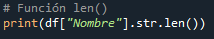 # Función len()
print(df["Nombre"].str.len())